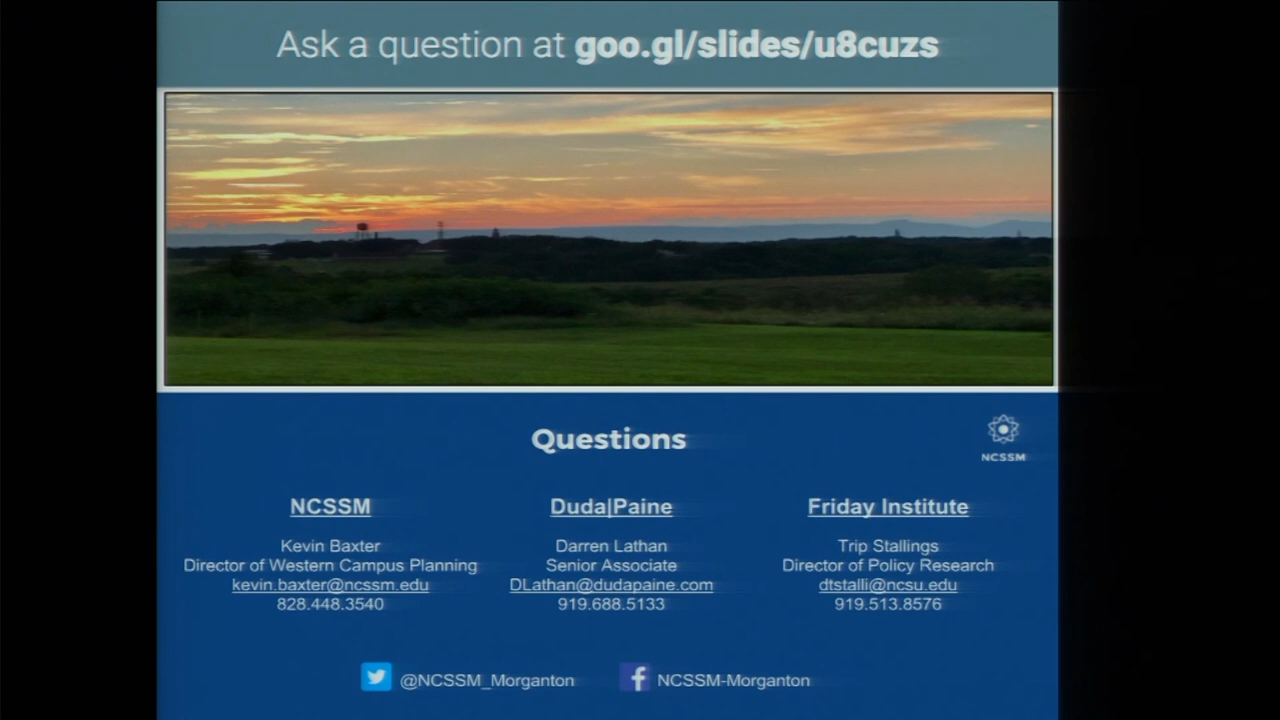 Ask a question at goo.gl/slides/u8cuzs
Questions
NCSSM
NCSSM
Kevin Baxter
Director of Western Campus Planning
kevin.baxter@ncssm.edu
828.448.3540
Duda|Paine
Darren Lathan
Senior Associate
DLathan@dudapaine.com
919.688.5133
Friday Institute
Trip Stallings
Director of Policy Research
dtstalli@ncsu.edu
919.513.8576
@NCSSM_Morganton
NCSSM-Morganton